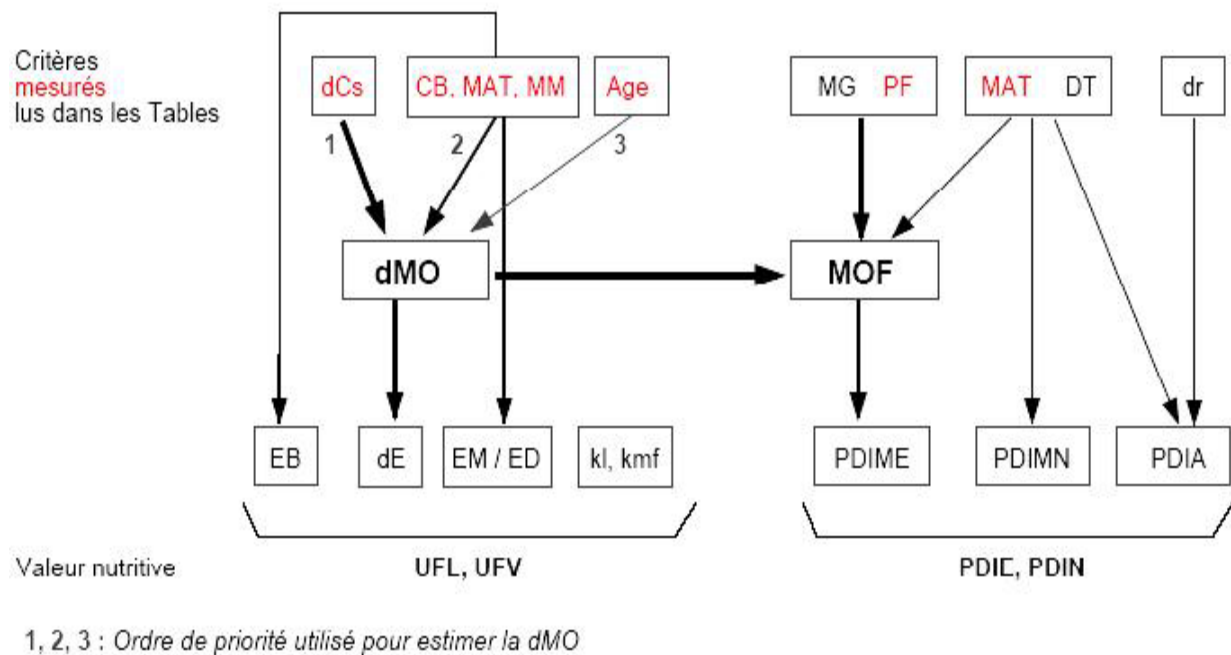 Critères
mesurés
lus dans les Tables
dCs
CB, MAT, MM
Age
MG PF
MAT DT
dr
1
2
3
dMO
MOF
EB
dE
EM / ED
kl, kmf
PDIME
PDIMN
PDIA
Valeur nutritive
UFL, UFV
PDIE, PDIN
1, 2, 3 : Ordre de priorité utilisé pour estimer la dMO